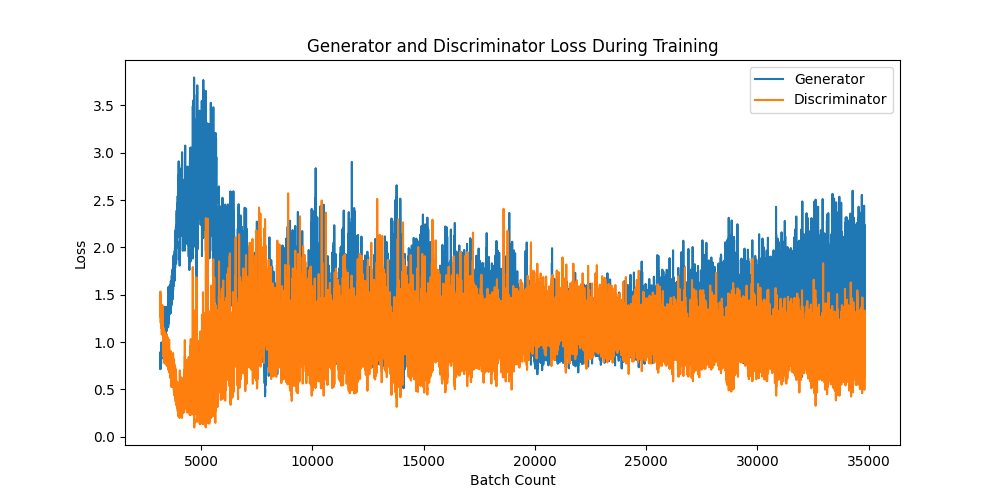 Generator and Discriminator Loss During Training
Generator
Discriminator
Loss
3.5
3.0
2.5
2.0
1.5
1.0
0.5
0.0
5000 10000 15000 20000 25000 30000 35000
Batch Count